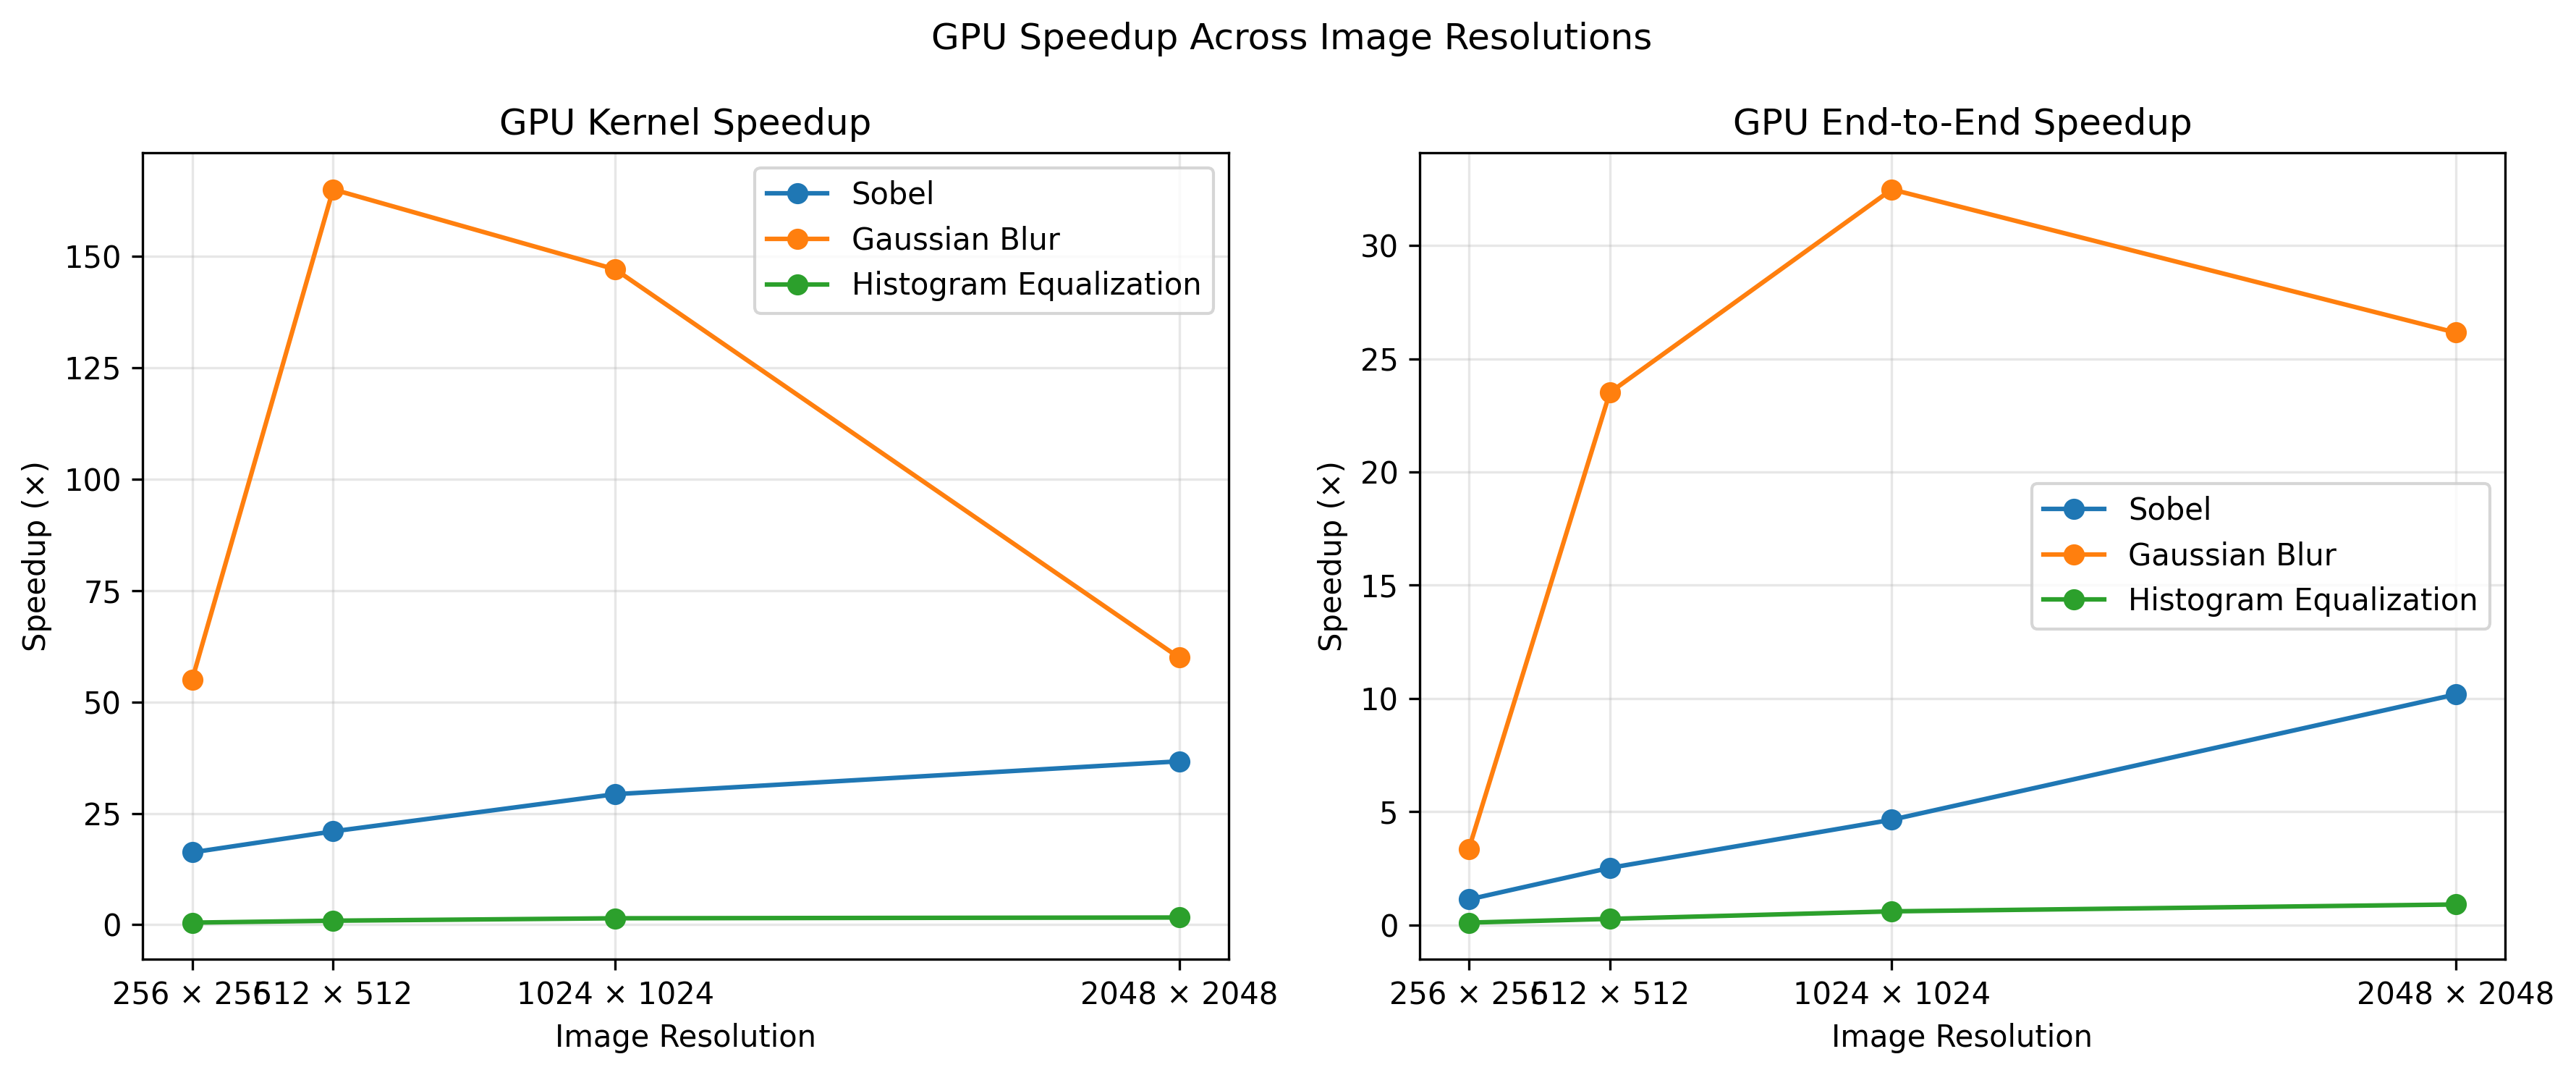 GPU Speedup Across Image Resolutions
GPU Kernel Speedup
Speedup (×)
150
125
100
75
50
25
0
Sobel
Gaussian Blur
Histogram Equalization
256 × 256
512 × 512
1024 × 1024
2048 × 2048
Image Resolution
GPU End-to-End Speedup
Speedup (×)
30
25
20
15
10
5
0
Sobel
Gaussian Blur
Histogram Equalization
256 × 256
512 × 512
1024 × 1024
2048 × 2048
Image Resolution